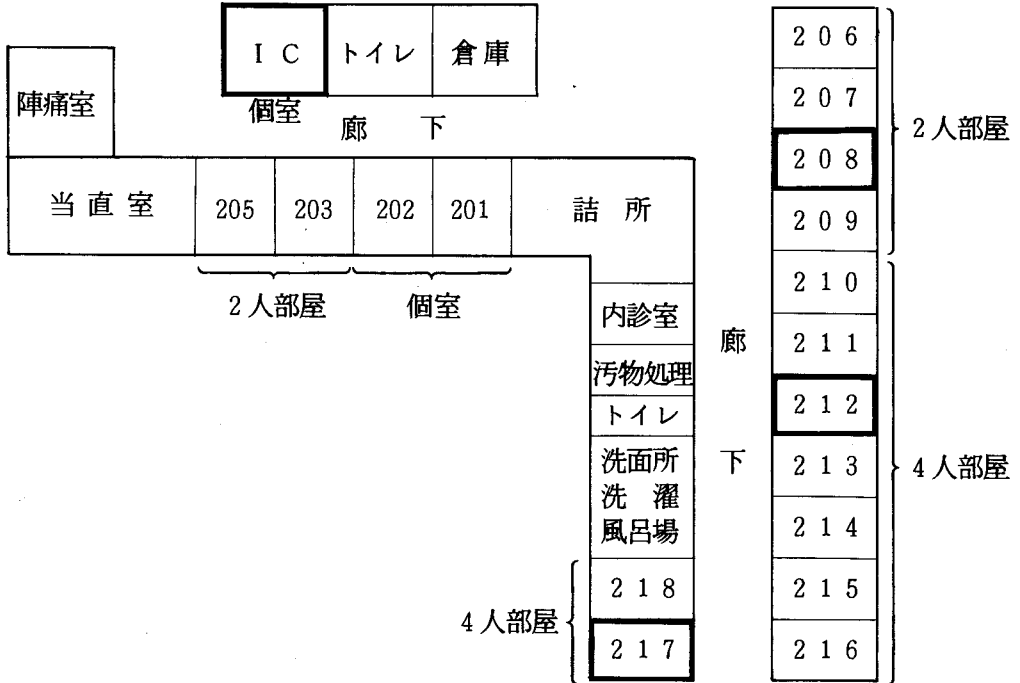 I C
トイレ
倉庫
個室
陣痛室
廊 下
当直室
205
203
202
201
詰所
2人部屋
個室
内診室
汚物処理
トイレ
洗面所
洗濯
風呂場
218
217
4人部屋
廊
下
206
207
208
209
2人部屋
210
211
212
213
214
215
216
4人部屋